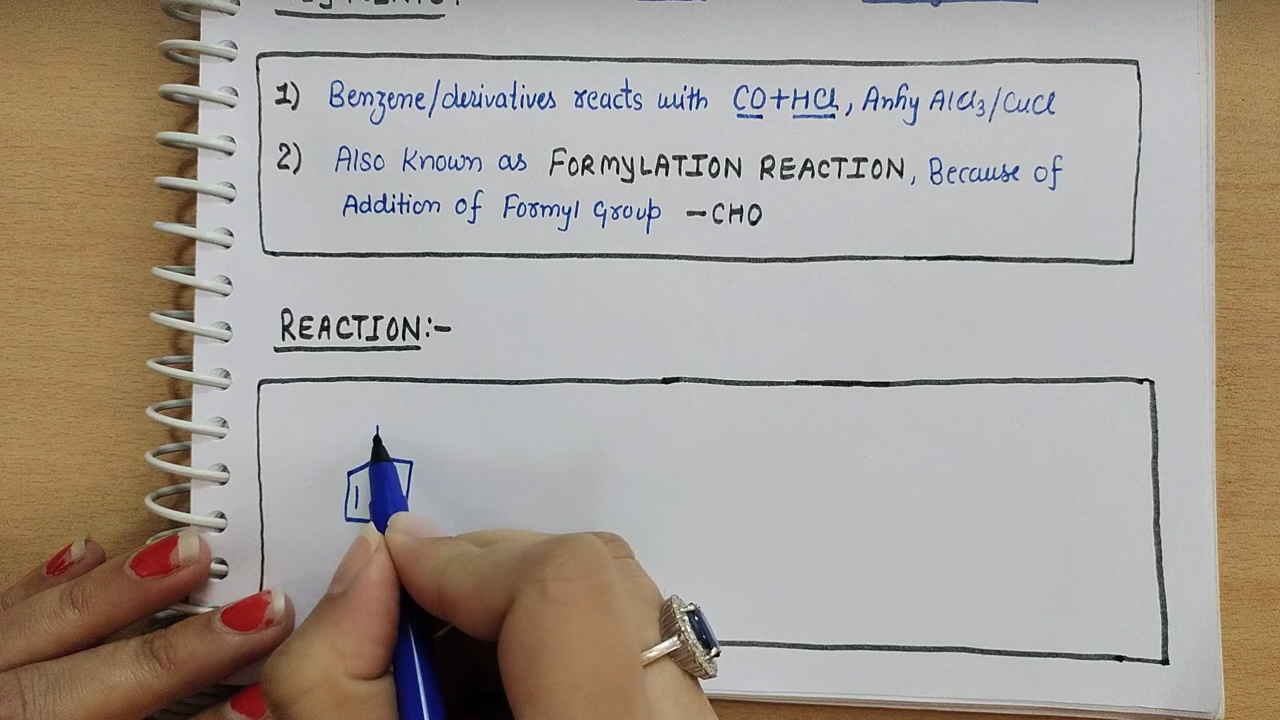 1) Benzene/derivatives reacts with CO+HCl, Anhy AlCl₃/CuCl
2) Also Known as FORMYLATION REACTION, Because of
Addition of Formyl Group -CHO
REACTION:-